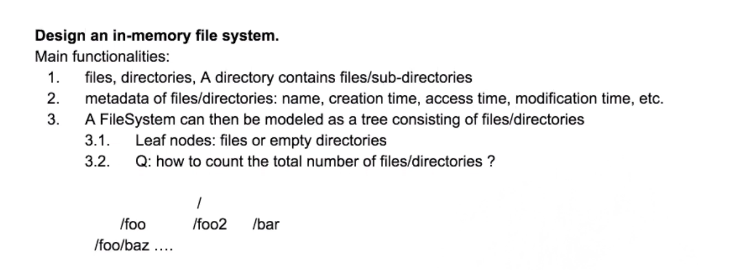 Design an in-memory file system.
Main functionalities:
1. files, directories, A directory contains files/sub-directories
2. metadata of files/directories: name, creation time, access time, modification time, etc.
3. A FileSystem can then be modeled as a tree consisting of files/directories
3.1. Leaf nodes: files or empty directories
3.2. Q: how to count the total number of files/directories ?
/
/foo /foo2 /bar
/foo/baz ....